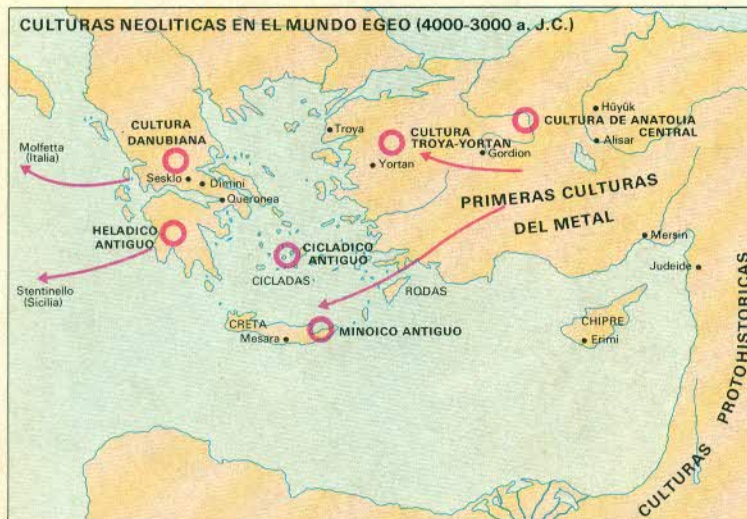 CULTURAS NEOLITICAS EN EL MUNDO EGEO (4000-3000 a. J.C.)
CULTURA
DANUBIANA
Molfetta
(Italia)
Sesklo
Dimini
Queronea
HELADICO
ANTIGUO
Stentinello
(Sicilia)
CICLADICO
ANTIGUO
CICLADAS
Troya
CULTURA
TROYA-YORTAN
Yortan
Gordion
Hüyük
CULTURA DE ANATOLIA
CENTRAL
Alisar
PRIMERAS CULTURAS
DEL METAL
Mersin
Judeide
RODAS
CRETA
Mesara
MINOICO ANTIGUO
CHIPRE
Erimi
CULTURAS PROTOHISTORICAS